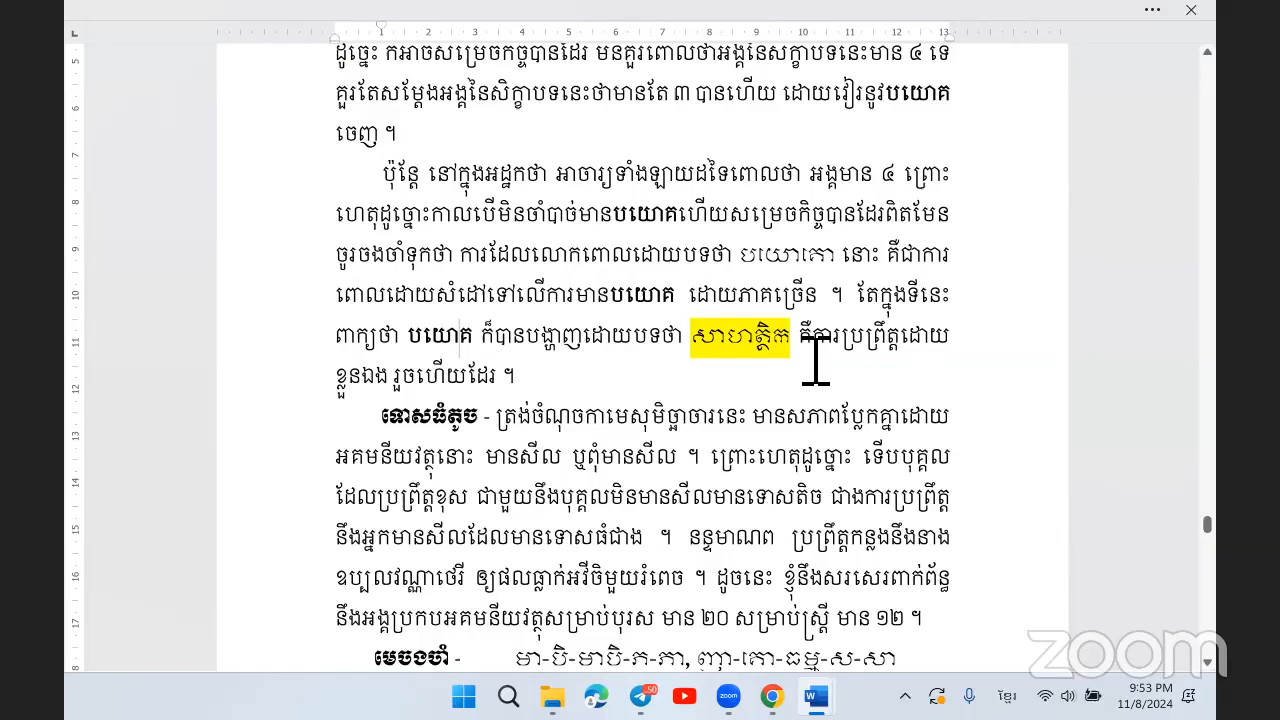 ដូច្នេះ ក៏អាចសម្រេចកិច្ចបានដែរ មិនគួរពោលថាអង្គនៃសិក្ខាបទនេះមាន ៤ ទេ
គួរតែសម្ដែងអង្គនៃសិក្ខាបទនេះថាមានតែ ៣ បានហើយ ដោយវៀរនូវបយោគ
ចេញ ។
ប៉ុន្តែ នៅក្នុងអដ្ឋកថា អាចារ្យទាំងឡាយដទៃពោលថា អង្គមាន ៤ ព្រោះ
ហេតុដូច្នោះកាលបើមិនចាំបាច់មានបយោគហើយសម្រេចកិច្ចបានដែរពិតមែន
ចូរចងចាំទុកថា ការដែលលោកពោលដោយបទថា បយោគោ នោះ គឺជាការ
ពោលដោយសំដៅទៅលើការមានបយោគ ដោយភាគច្រើន ។ តែក្នុងទីនេះ
ពាក្យថា បយោគ ក៏បានបង្ហាញដោយបទថា សាហត្ថិក គឺការប្រព្រឹត្តដោយ
ខ្លួនឯង រួចហើយដែរ ។
ទោសធំតូច - ត្រង់ចំណុចកាមេសុមិច្ឆាចារនេះ មានសភាពប្លែកគ្នាដោយ
អគមនីយវត្ថុនោះ មានសីល ឬពុំមានសីល ។ ព្រោះហេតុដូច្នោះ ទើបបុគ្គល
ដែលប្រព្រឹត្តខុស ជាមួយនឹងបុគ្គលមិនមានសីលមានទោសតិច ជាងការប្រព្រឹត្ត
នឹងអ្នកមានសីលដែលមានទោសធំជាង ។ នន្ទមាណព ប្រព្រឹត្តកន្លងនឹងនាង
ឧប្បលវណ្ណាថេរី ឲ្យផលធ្លាក់អវីចិមួយរំពេច ។ ដូចនេះ ខ្ញុំនឹងសរសេរពាក់ព័ន្ធ
នឹងអង្គប្រកបអគមនីយវត្ថុសម្រាប់បុរស មាន ២០ សម្រាប់ស្ត្រី មាន ១២ ។
មេចងចាំ - មា-បិ-មាបិ-ភ-ភា, ញា-គោ-ធម្ម-ស-សា
zoom
50
zoom
ខ្មែរ
9:53 PM
11/8/2024